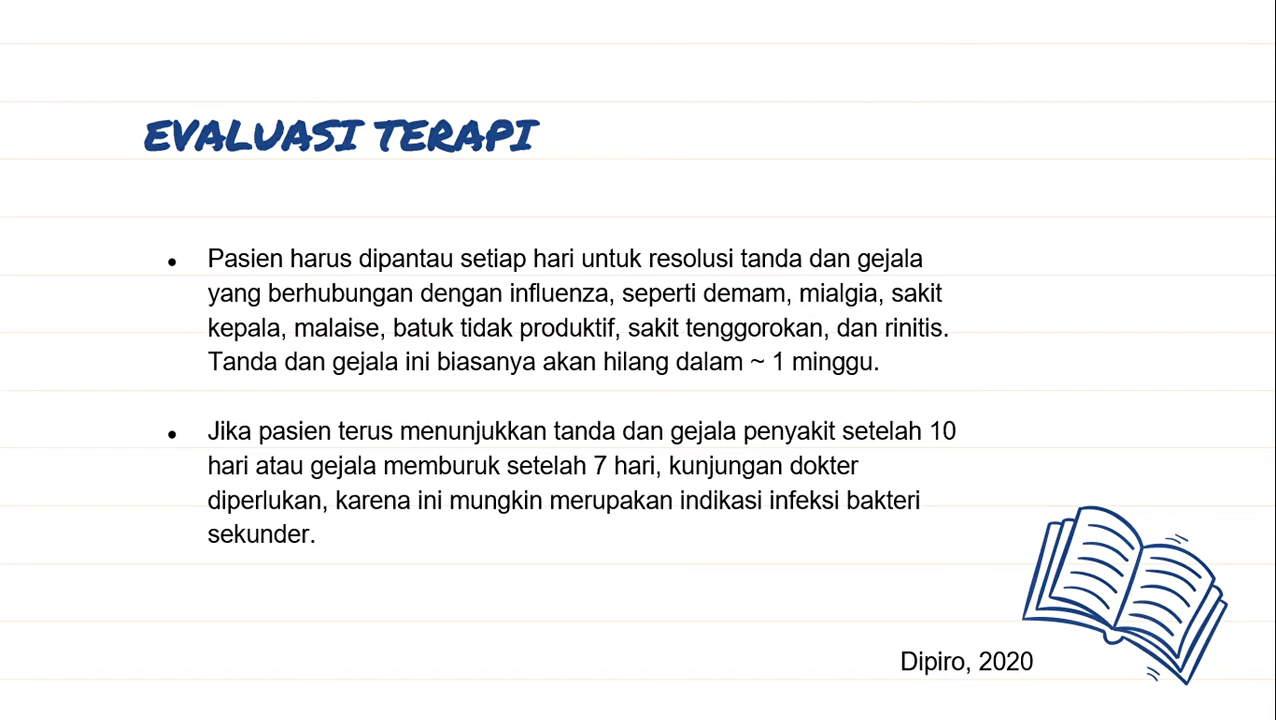 EVALUASI TERAPI
• Pasien harus dipantau setiap hari untuk resolusi tanda dan gejala
yang berhubungan dengan influenza, seperti demam, mialgia, sakit
kepala, malaise, batuk tidak produktif, sakit tenggorokan, dan rinitis.
Tanda dan gejala ini biasanya akan hilang dalam ~ 1 minggu.
• Jika pasien terus menunjukkan tanda dan gejala penyakit setelah 10
hari atau gejala memburuk setelah 7 hari, kunjungan dokter
diperlukan, karena ini mungkin merupakan indikasi infeksi bakteri
sekunder.
Dipiro, 2020